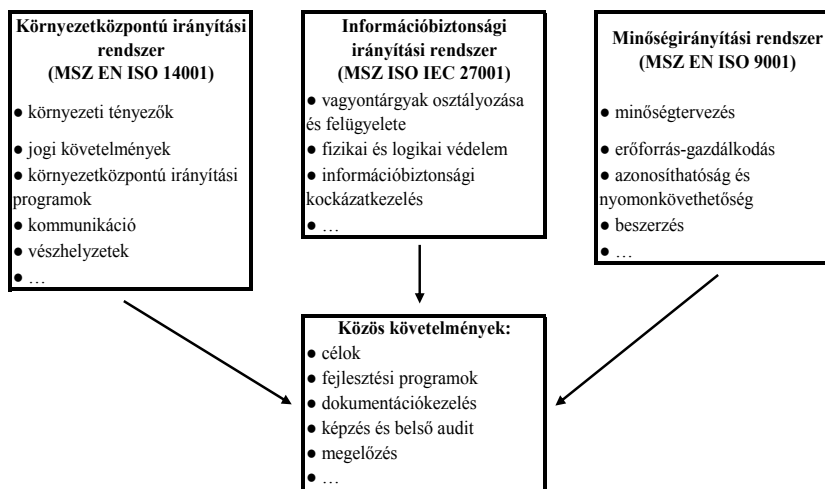 Környezetközpontú irányítási
rendszer
(MSZ EN ISO 14001)
● környezeti tényezők
● jogi követelmények
● környezetközpontú irányítási
programok
● kommunikáció
● vészhelyzetek
● …
Információbiztonsági
irányítási rendszer
(MSZ ISO IEC 27001)
● vagyontárgyak osztályozása
és felügyelete
● fizikai és logikai védelem
● információbiztonsági
kockázatkezelés
● …
Minőségirányítási rendszer
(MSZ EN ISO 9001)
● minőségtervezés
● erőforrás-gazdálkodás
● azonosíthatóság és
nyomonkövethetőség
● beszerzés
● …
Közös követelmények:
● célok
● fejlesztési programok
● dokumentációkezelés
● képzés és belső audit
● megelőzés
● …